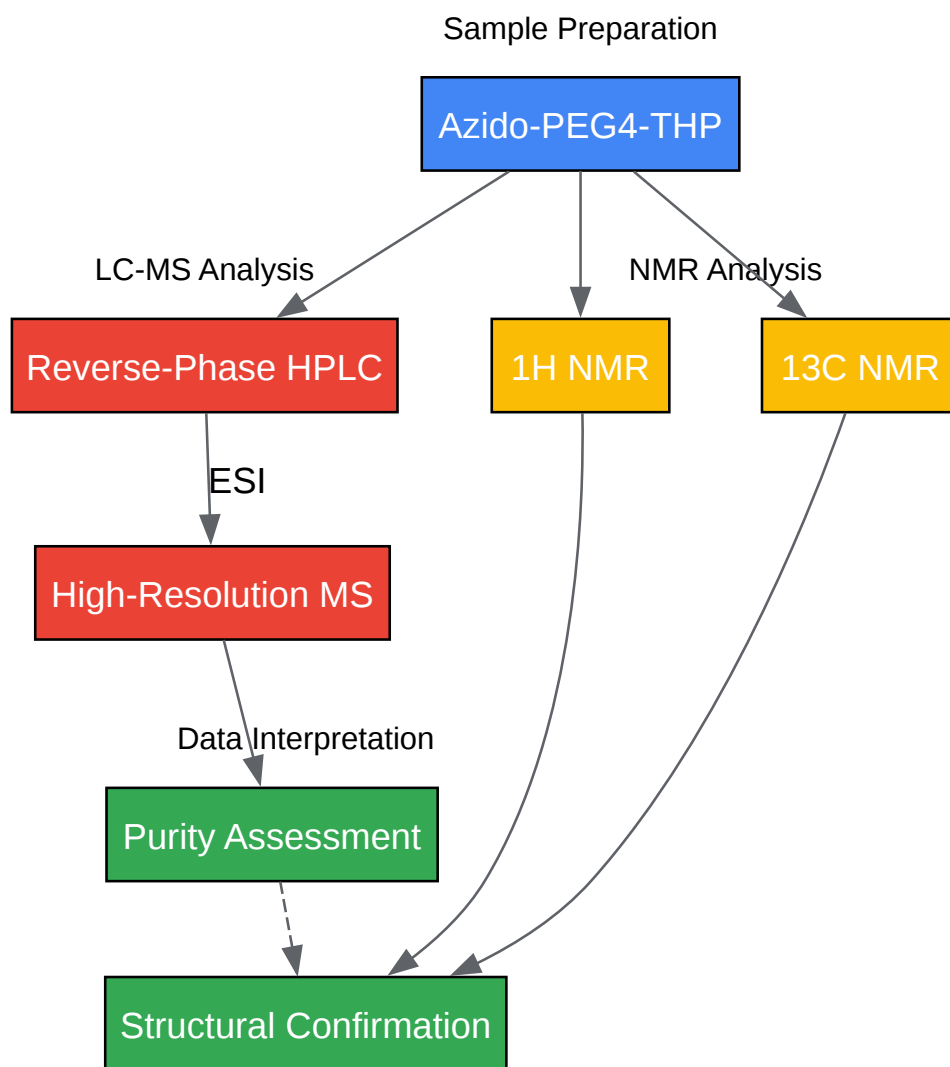 Sample Preparation
Azido-PEG4-THP
LC-MS Analysis
NMR Analysis
Reverse-Phase HPLC
1H NMR
13C NMR
ESI
High-Resolution MS
Data Interpretation
Purity Assessment
Structural Confirmation